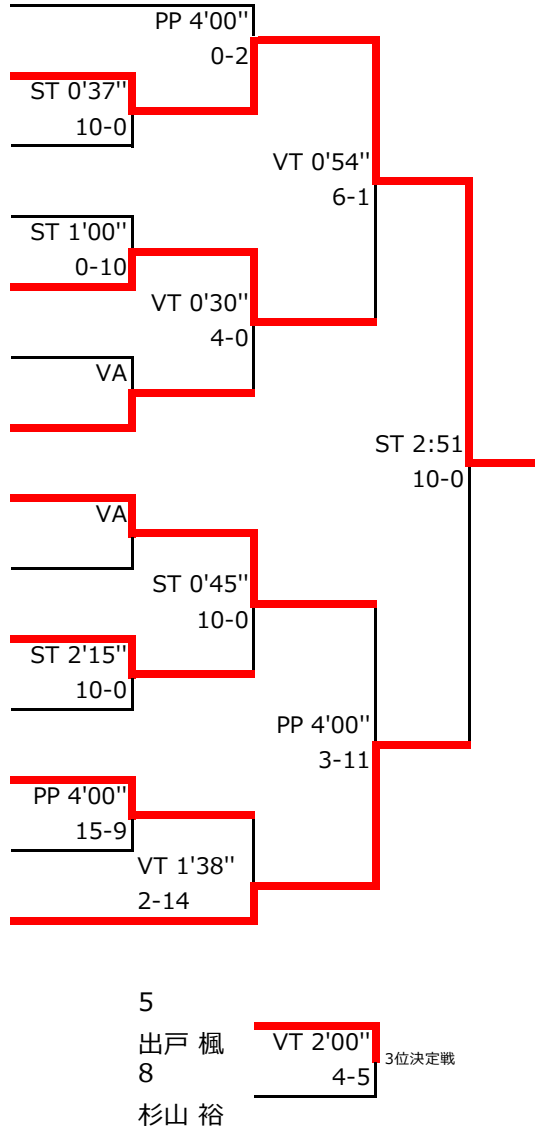 PP 4'00''
0-2
ST 0'37''
10-0
VT 0'54''
6-1
ST 1'00''
0-10
VT 0'30''
4-0
VA
ST 2:51
10-0
VA
ST 0'45''
10-0
ST 2'15''
10-0
PP 4'00''
3-11
PP 4'00''
15-9
VT 1'38''
2-14
5
出戸 楓
8
杉山 裕
VT 2'00''
4-5
3位決定戦